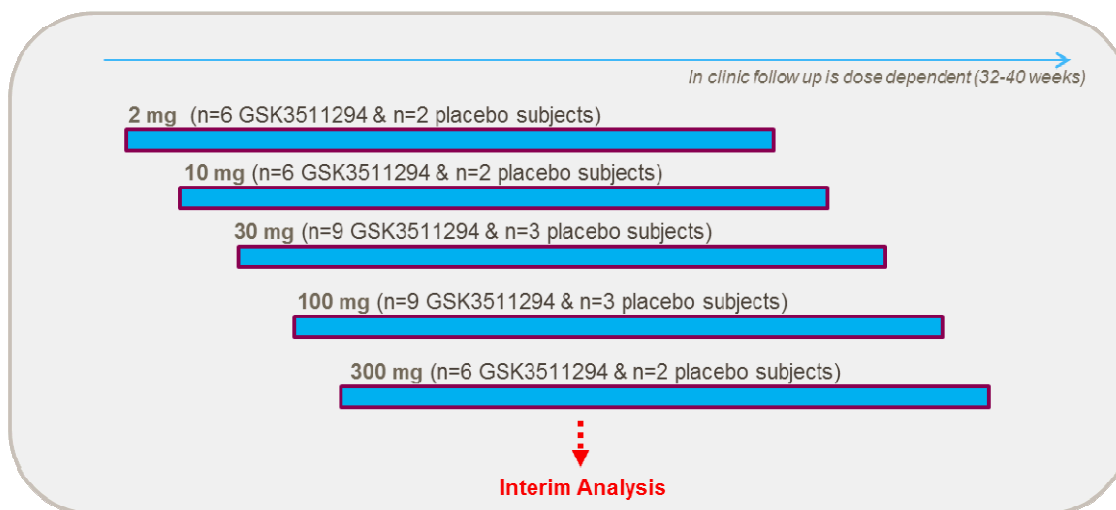 In clinic follow up is dose dependent (32-40 weeks)
2 mg (n=6 GSK3511294 & n=2 placebo subjects)
10 mg (n=6 GSK3511294 & n=2 placebo subjects)
30 mg (n=9 GSK3511294 & n=3 placebo subjects)
100 mg (n=9 GSK3511294 & n=3 placebo subjects)
300 mg (n=6 GSK3511294 & n=2 placebo subjects)
Interim Analysis